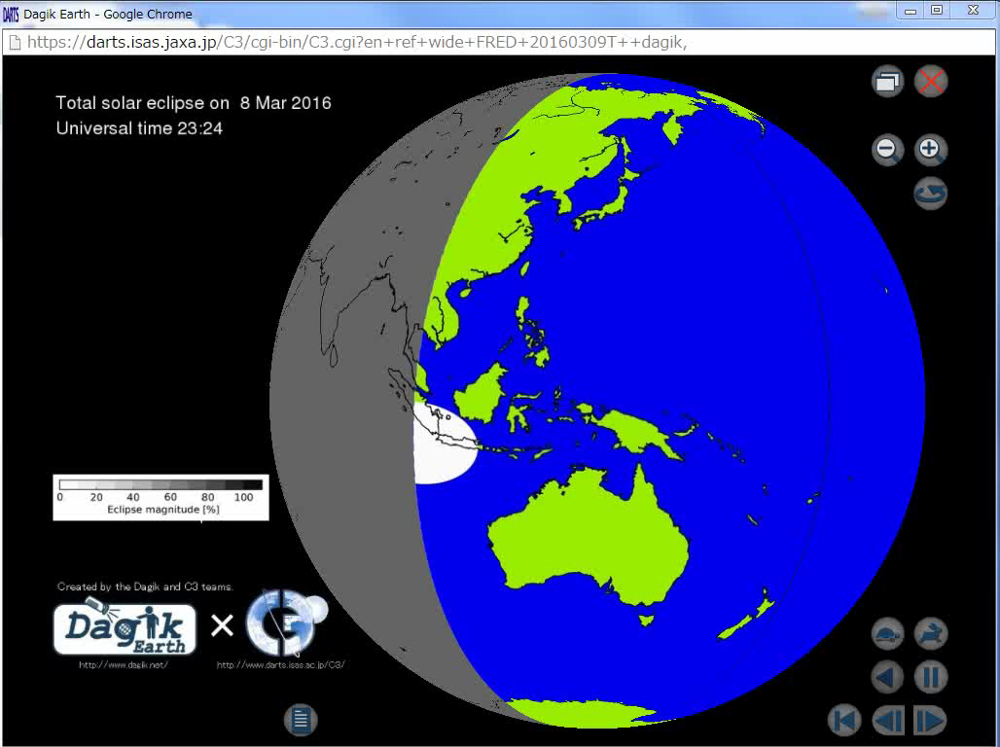 DARTS Dagik Earth - Google Chrome
https://darts.isas.jaxa.jp/C3/cgi-bin/C3.cgi?en+ref+wide+FRED+20160309T++dagik,
Total solar eclipse on 8 Mar 2016
Universal time 23:24
0 20 40 60 80 100
Eclipse magnitude [%]
Created by the Dagik and C3 teams.
Dagik
Earth
×
C
http://www.dagik.net/
http://www.darts.isas.ac.jp/C3/